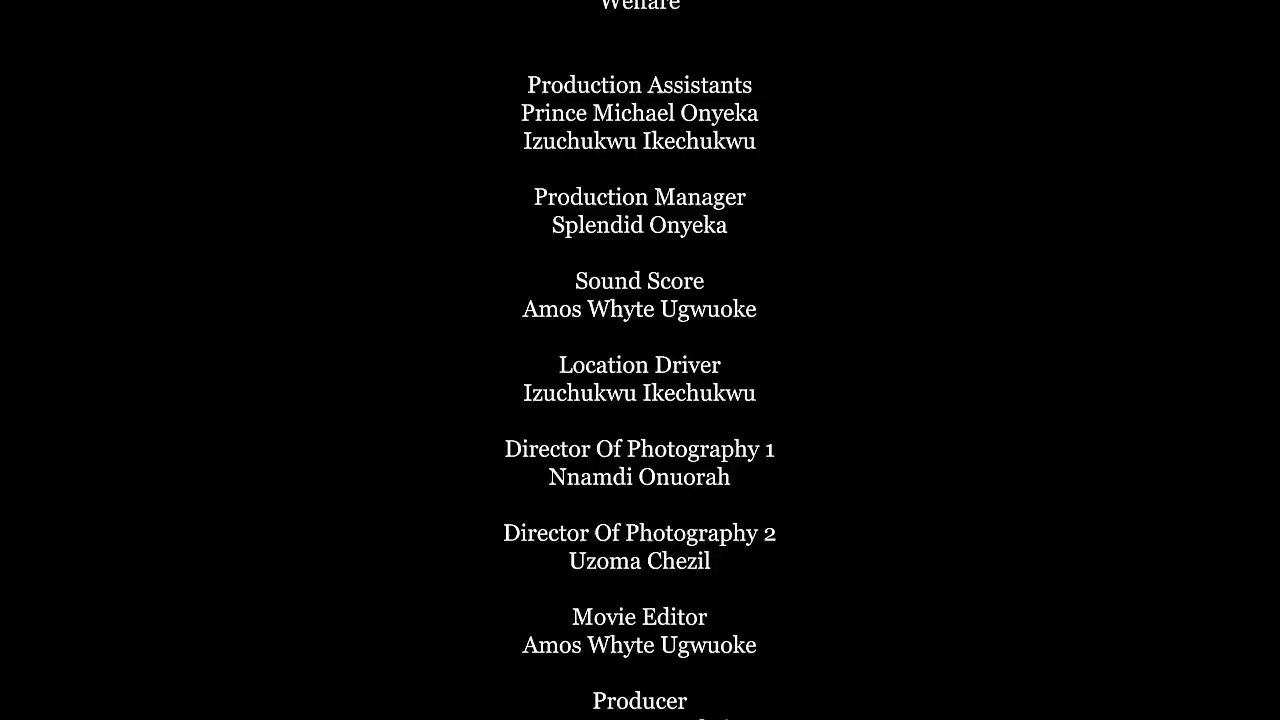 Welfare
Production Assistants
Prince Michael Onyeka
Izuchukwu Ikechukwu
Production Manager
Splendid Onyeka
Sound Score
Amos Whyte Ugwuoke
Location Driver
Izuchukwu Ikechukwu
Director Of Photography 1
Nnamdi Onuorah
Director Of Photography 2
Uzoma Chezil
Movie Editor
Amos Whyte Ugwuoke
Producer